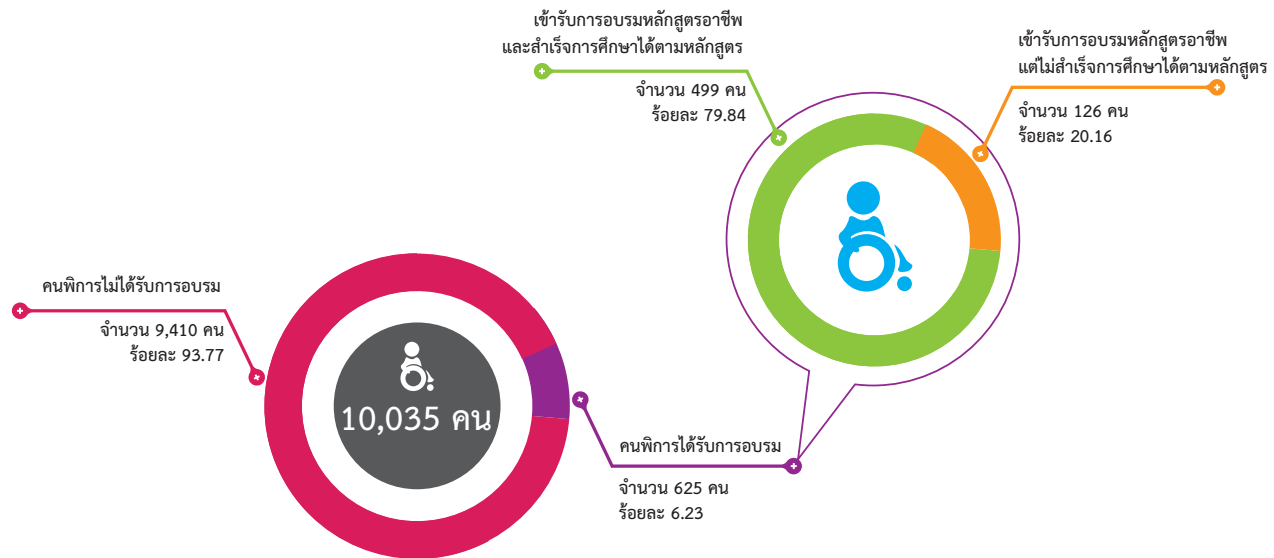 เข้ารับการอบรมหลักสูตรอาชีพ
และสำเร็จการศึกษาได้ตามหลักสูตร
จำนวน 499 คน
ร้อยละ 79.84
เข้ารับการอบรมหลักสูตรอาชีพ
แต่ไม่สำเร็จการศึกษาได้ตามหลักสูตร
จำนวน 126 คน
ร้อยละ 20.16
คนพิการไม่ได้รับการอบรม
จำนวน 9,410 คน
ร้อยละ 93.77
10,035 คน
คนพิการได้รับการอบรม
จำนวน 625 คน
ร้อยละ 6.23